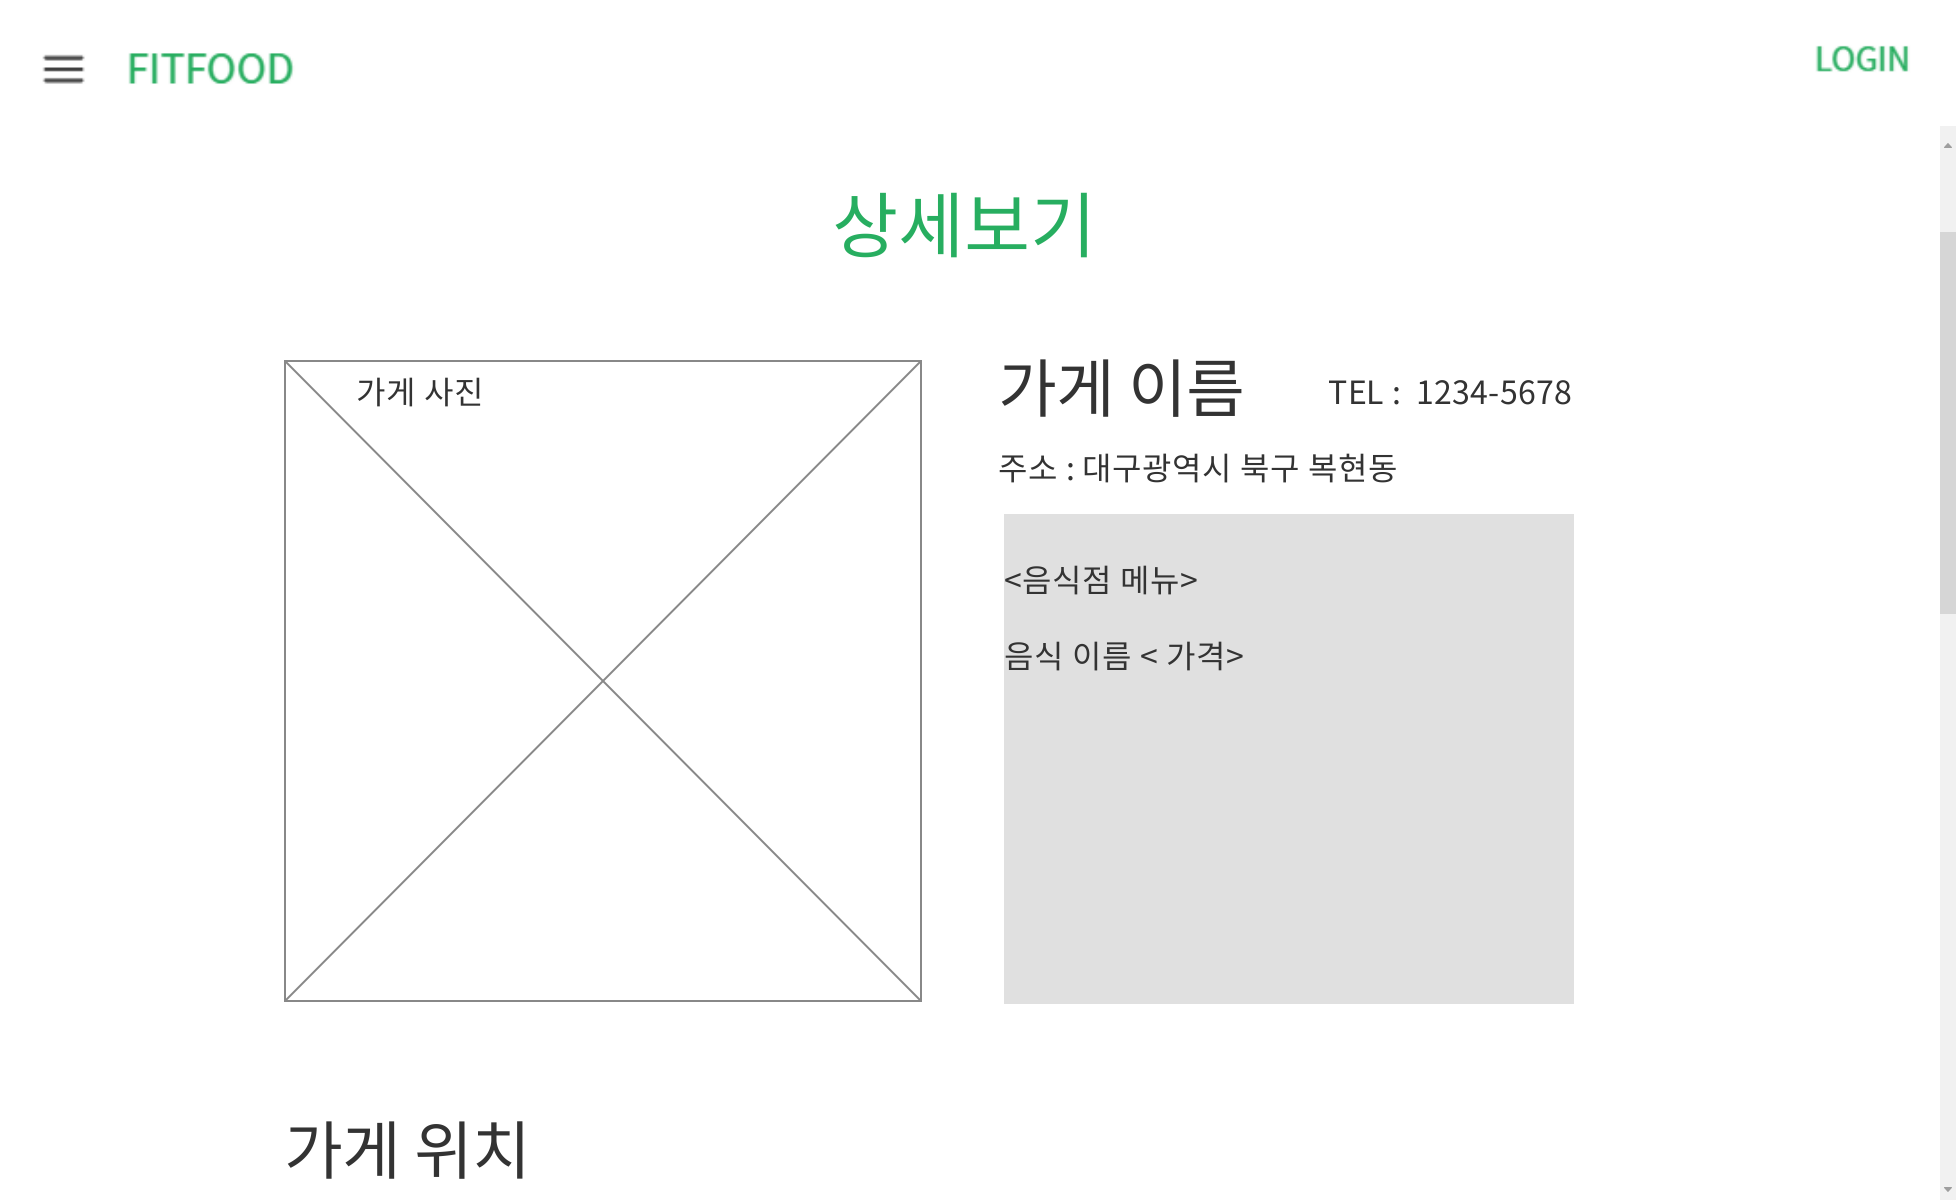 FITFOOD
LOGIN
상세보기
가게 사진
가게 이름
TEL : 1234-5678
주소 : 대구광역시 북구 복현동
<음식점 메뉴>
음식 이름 < 가격>
가게 위치